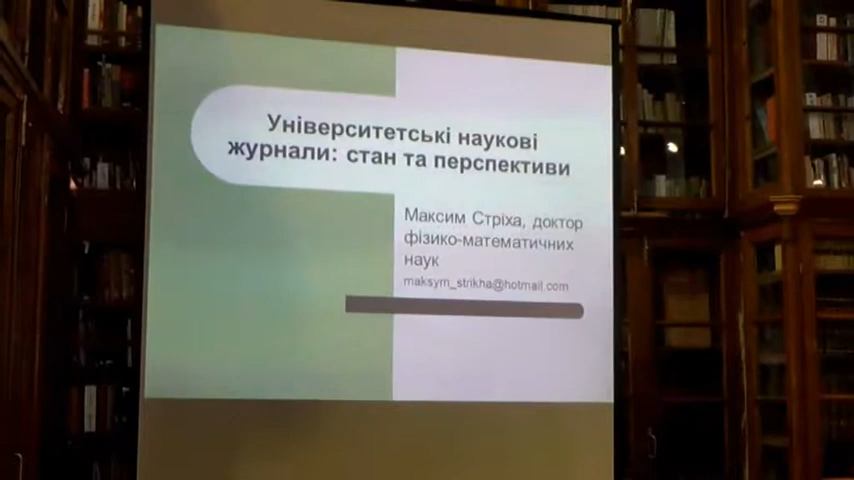 Університетські наукові
журнали: стан та перспективи
Максим Стріха, доктор
фізико-математичних
наук
maksym_strikha@hotmail.com